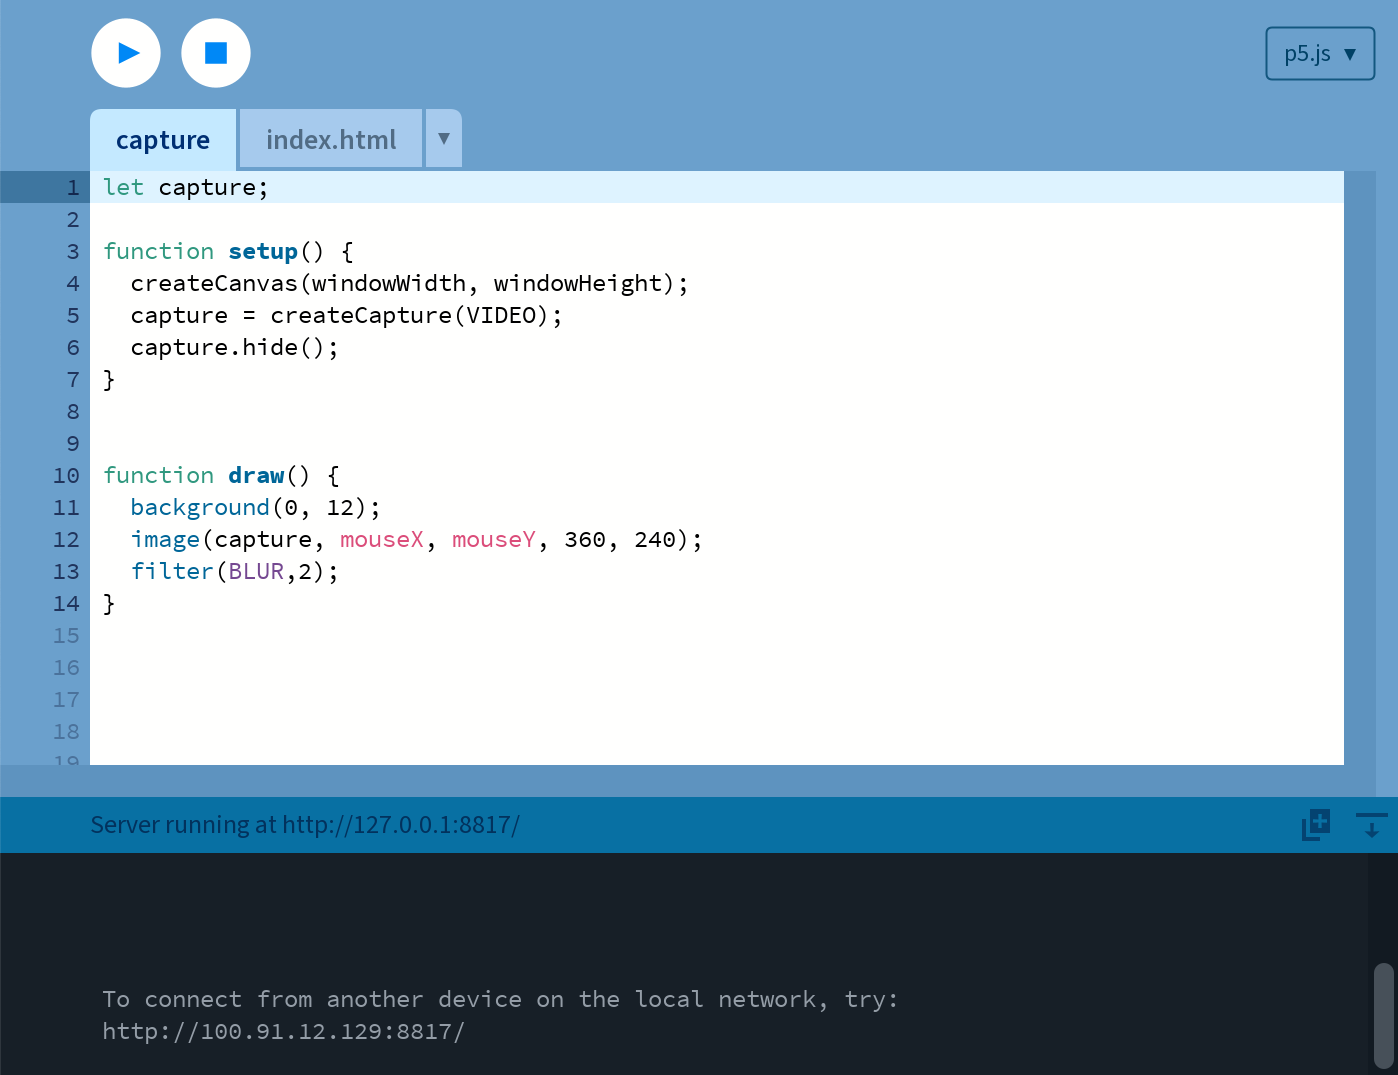 p5.js ▼
capture index.html ▼
1 let capture;
2
3 function setup() {
4   createCanvas(windowWidth, windowHeight);
5   capture = createCapture(VIDEO);
6   capture.hide();
7 }
8
9
10 function draw() {
11   background(0, 12);
12   image(capture, mouseX, mouseY, 360, 240);
13   filter(BLUR,2);
14 }
15
16
17
18
19
Server running at http://127.0.0.1:8817/
To connect from another device on the local network, try:
http://100.91.12.129:8817/